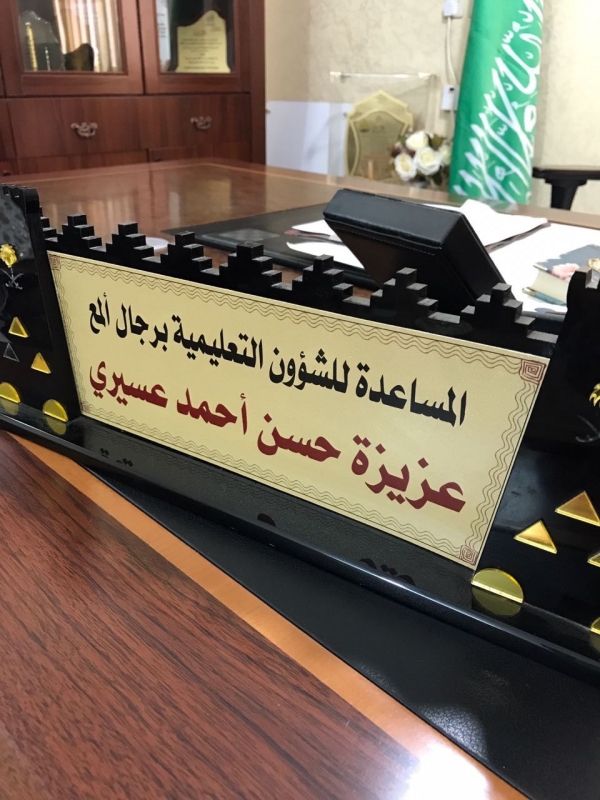 المساعدة للشؤون التعليمية برجال ألمع
عزيزة حسن أحمد عسيري